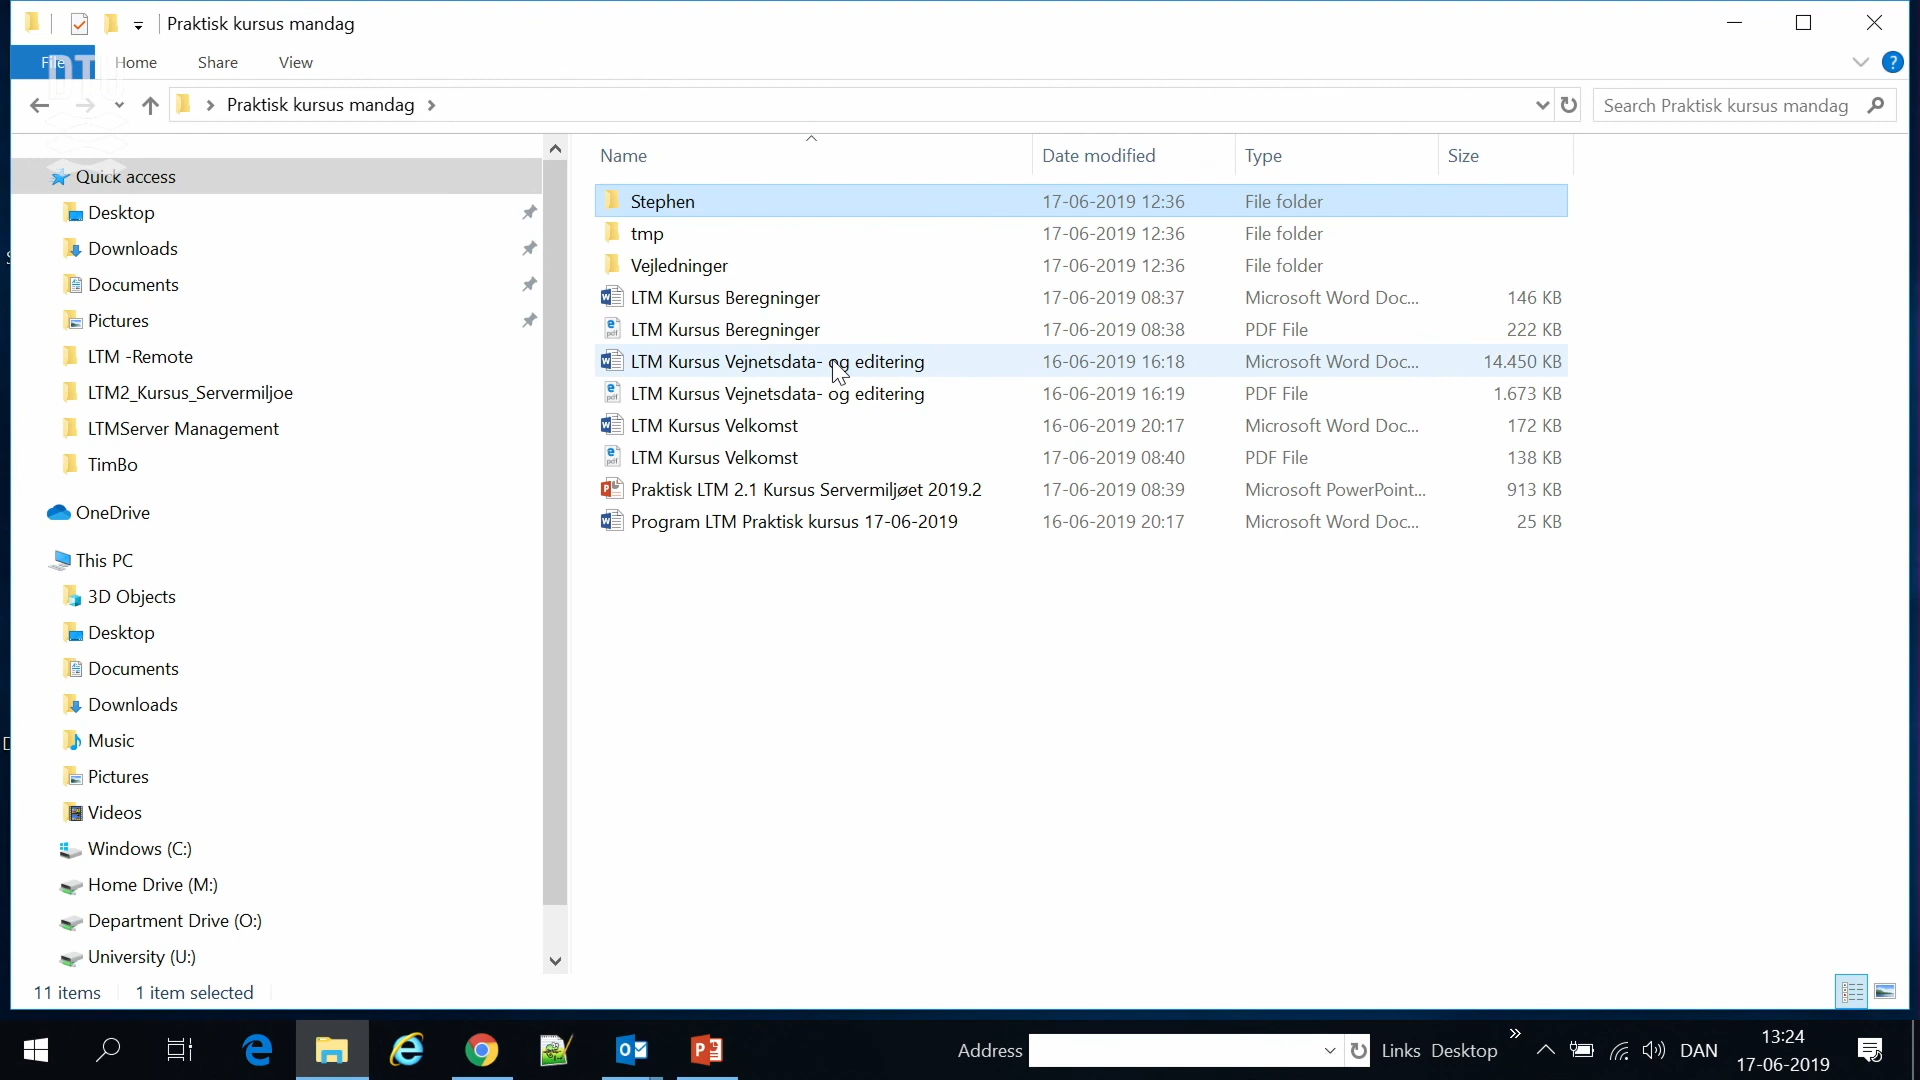 Praktisk kursus mandag
File Home Share View
Praktisk kursus mandag
Search Praktisk kursus mandag
Quick access
Desktop
Downloads
Documents
Pictures
LTM -Remote
LTM2_Kursus_Servermiljoe
LTMServer Management
TimBo
OneDrive
This PC
3D Objects
Desktop
Documents
Downloads
Music
Pictures
Videos
Windows (C:)
Home Drive (M:)
Department Drive (O:)
University (U:)
Name Date modified Type Size
Stephen 17-06-2019 12:36 File folder
tmp 17-06-2019 12:36 File folder
Vejledninger 17-06-2019 12:36 File folder
LTM Kursus Beregninger 17-06-2019 08:37 Microsoft Word Doc... 146 KB
LTM Kursus Beregninger 17-06-2019 08:38 PDF File 222 KB
LTM Kursus Vejnetsdata- og editering 16-06-2019 16:18 Microsoft Word Doc... 14.450 KB
LTM Kursus Vejnetsdata- og editering 16-06-2019 16:19 PDF File 1.673 KB
LTM Kursus Velkomst 16-06-2019 20:17 Microsoft Word Doc... 172 KB
LTM Kursus Velkomst 17-06-2019 08:40 PDF File 138 KB
Praktisk LTM 2.1 Kursus Servermiljøet 2019.2 17-06-2019 08:39 Microsoft PowerPoint... 913 KB
Program LTM Praktisk kursus 17-06-2019 16-06-2019 20:17 Microsoft Word Doc... 25 KB
11 items 1 item selected
Address Links Desktop DAN 13:24
17-06-2019